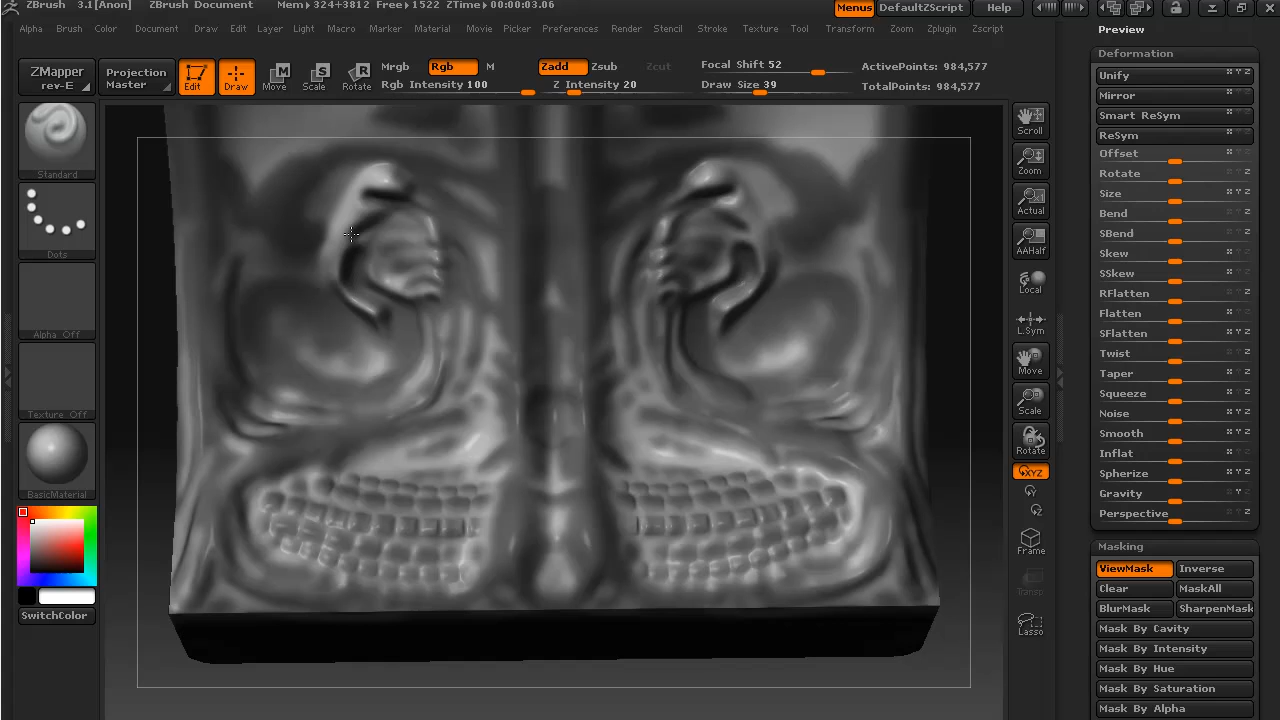 ZBrush 3.1[Anon] ZBrush Document Mem▸324+3812 Free▸1522 ZTime▸00:00:03.06 Menus DefaultZScript Help
Alpha Brush Color Document Draw Edit Layer Light Macro Marker Material Movie Picker Preferences Render Stencil Stroke Texture Tool Transform Zoom Zplugin Zscript
ZMapper rev-E
Projection Master
Edit
Draw
Move
Scale
Rotate
Mrgb Rgb M
Rgb Intensity 100
Zadd Zsub Zcut
Z Intensity 20
Focal Shift 52
Draw Size 39
ActivePoints: 984,577
TotalPoints: 984,577
Standard
Dots
Alpha Off
Texture Off
BasicMaterial
SwitchColor
Scroll
Zoom
Actual
AAHalf
Local
L.Sym
Move
Scale
Rotate
XYZ
Y
Z
Frame
Transp
Lasso
Preview
Deformation
Unify X Y Z
Mirror X Y Z
Smart ReSym X Y Z
ReSym X Y Z
Offset X Y Z
Rotate X Y Z
Size X Y Z
Bend X Y Z
SBend X Y Z
Skew X Y Z
SSkew X Y Z
RFlatten X Y Z
Flatten X Y Z
SFlatten X Y Z
Twist X Y Z
Taper X Y Z
Squeeze X Y Z
Noise X Y Z
Smooth X Y Z
Inflat X Y Z
Spherize X Y Z
Gravity X Y Z
Perspective X Y Z
Masking
ViewMask Inverse
Clear MaskAll
BlurMask SharpenMask
Mask By Cavity
Mask By Intensity
Mask By Hue
Mask By Saturation
Mask By Alpha